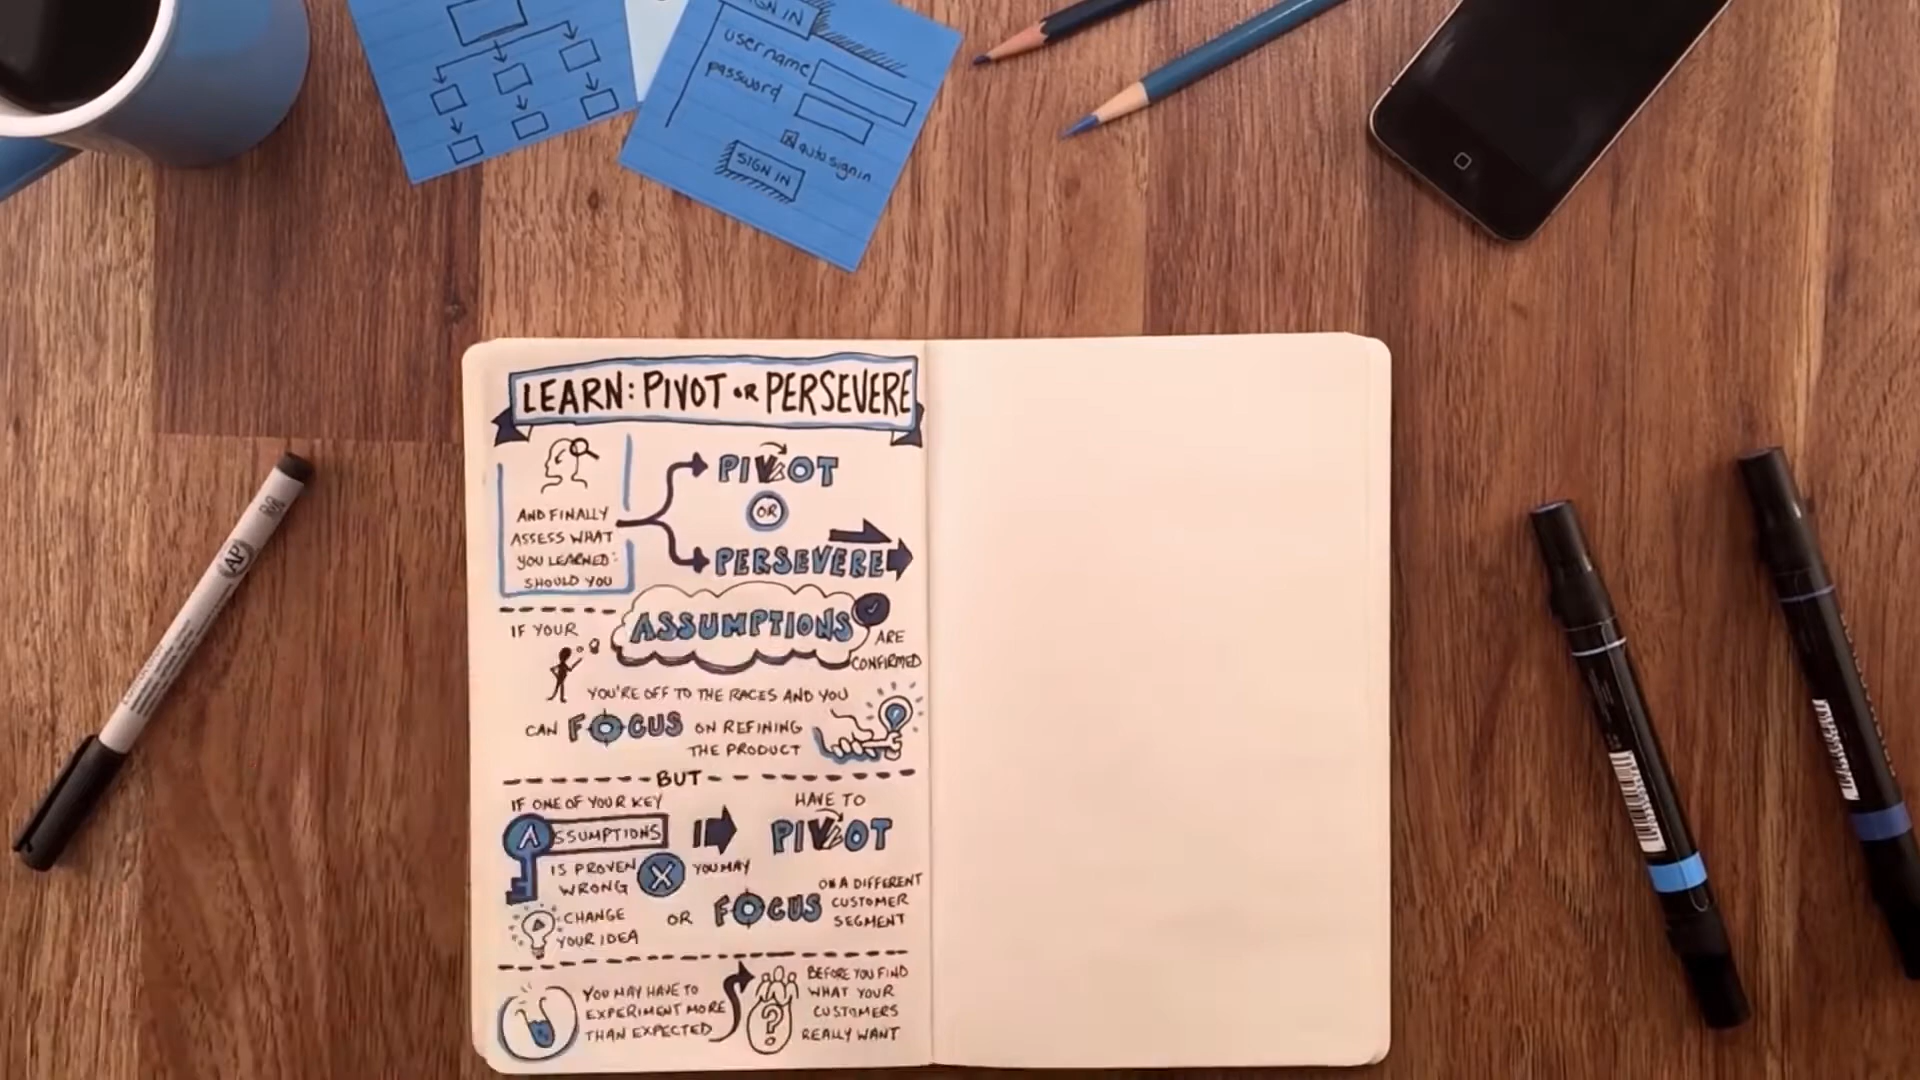 SIGN IN
username
password
auto sign in
SIGN IN
AP
LEARN: PIVOT OR PERSEVERE
AND FINALLY
ASSESS WHAT
YOU LEARNED:
SHOULD YOU
PIVOT
OR
PERSEVERE
IF YOUR
ASSUMPTIONS
ARE
CONFIRMED
YOU'RE OFF TO THE RACES AND YOU
CAN FOCUS ON REFINING
THE PRODUCT
BUT
IF ONE OF YOUR KEY
ASSUMPTIONS
IS PROVEN
WRONG
X
YOU MAY
HAVE TO
PIVOT
CHANGE
YOUR IDEA
OR
FOCUS
ON A DIFFERENT
CUSTOMER
SEGMENT
YOU MAY HAVE TO
EXPERIMENT MORE
THAN EXPECTED
?
BEFORE YOU FIND
WHAT YOUR
CUSTOMERS
REALLY WANT